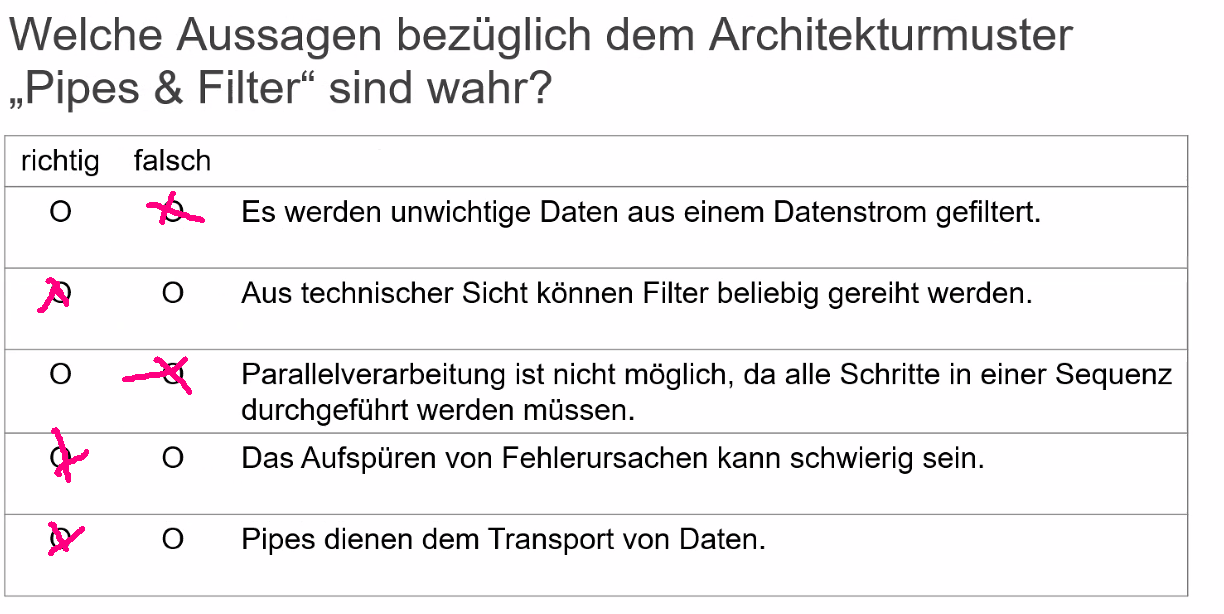 Welche Aussagen bezüglich dem Architekturmuster
„Pipes & Filter“ sind wahr?
richtig falsch
O O Es werden unwichtige Daten aus einem Datenstrom gefiltert.
O O Aus technischer Sicht können Filter beliebig gereiht werden.
O O Parallelverarbeitung ist nicht möglich, da alle Schritte in einer Sequenz
durchgeführt werden müssen.
O O Das Aufspüren von Fehlerursachen kann schwierig sein.
O O Pipes dienen dem Transport von Daten.